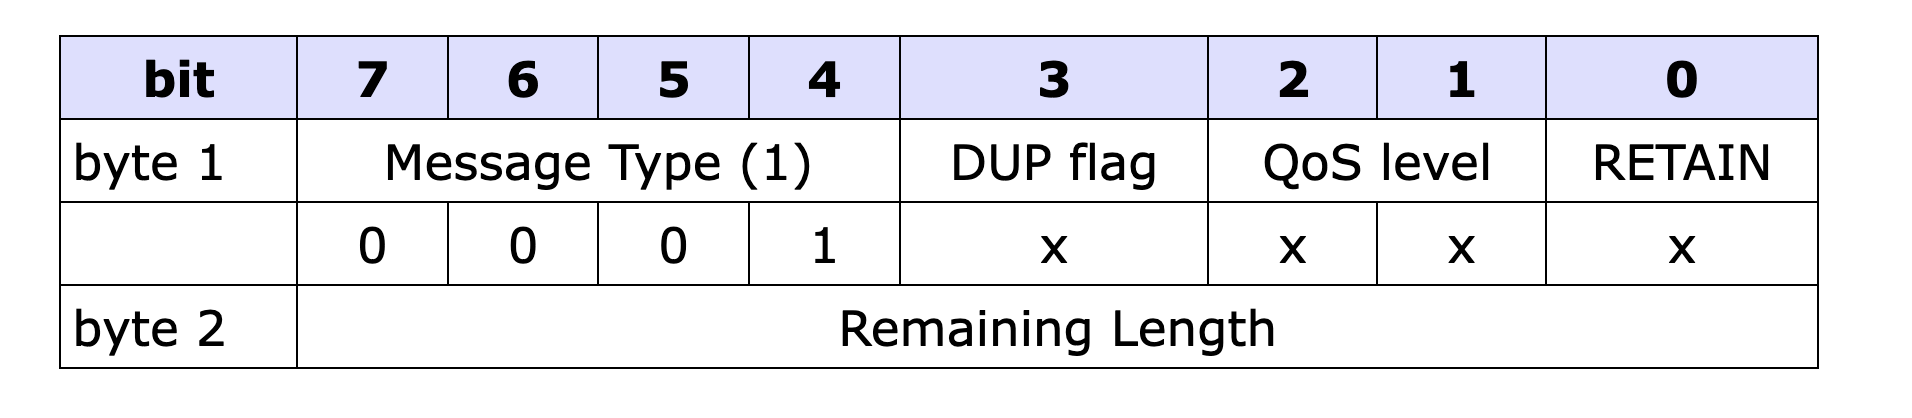 bit 7 6 5 4 3 2 1 0
byte 1 Message Type (1) DUP flag QoS level RETAIN
0 0 0 1 x x x x
byte 2 Remaining Length